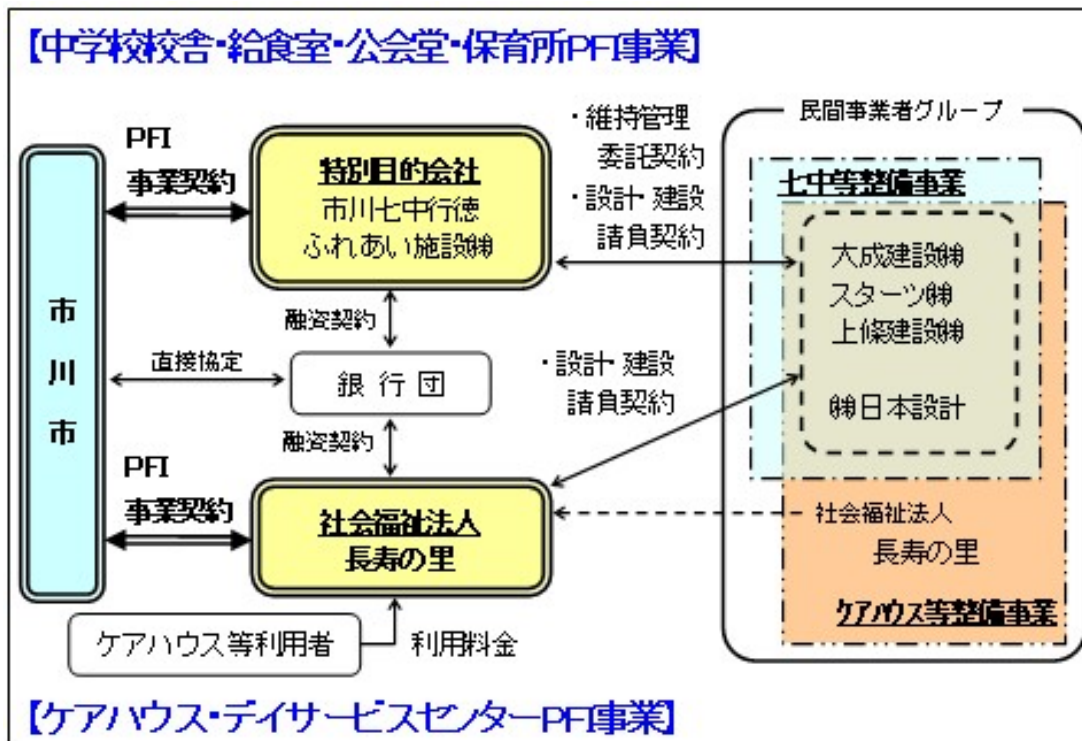 【中学校校舎・給食室・公会堂・保育所PFI事業】
PFI
事業契約
特別目的会社
市川七中行徳
ふれあい施設㈱
・維持管理
委託契約
・設計・建設
請負契約
民間事業者グループ
七中等整備事業
大成建設㈱
スターツ㈱
上條建設㈱
㈱日本設計
市川市
融資契約
直接協定
銀行団
融資契約
・設計・建設
請負契約
PFI
事業契約
社会福祉法人
長寿の里
社会福祉法人
長寿の里
ケアハウス等整備事業
ケアハウス等利用者
利用料金
【ケアハウス・デイサービスセンターPFI事業】